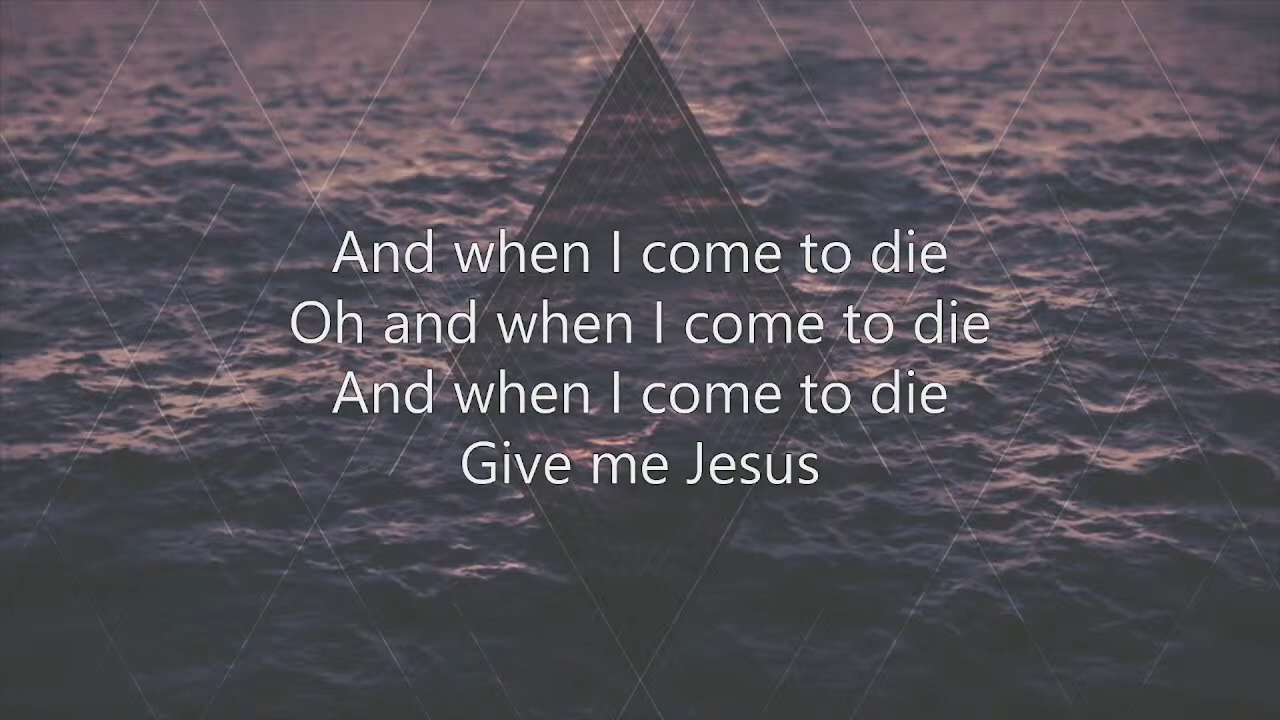 And when I come to die
Oh and when I come to die
And when I come to die
Give me Jesus